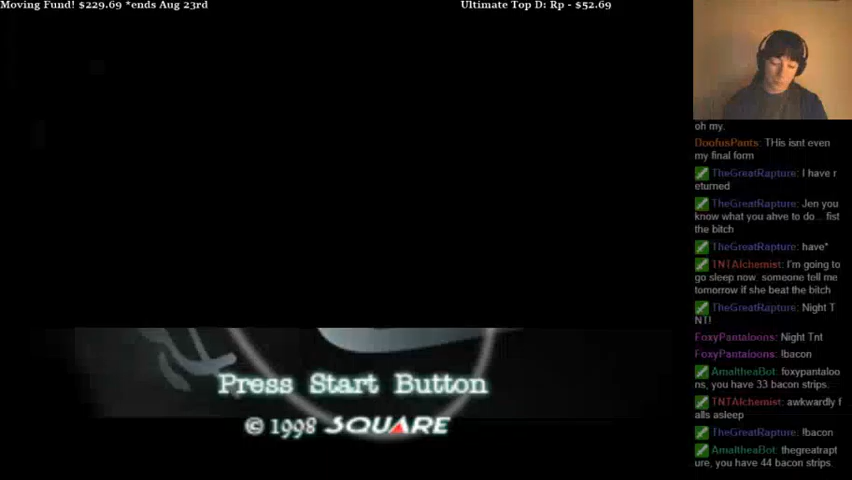 Moving Fund! $229.69 *ends Aug 23rd
Ultimate Top D: Rp - $52.69
oh my.
DoofusPants: THis isnt even
my final form
TheGreatRapture: I have r
eturned
TheGreatRapture: Jen you
know what you ahve to do... fist
the bitch
TheGreatRapture: have*
TNTAlchemist: I'm going to
go sleep now. someone tell me
tomorrow if she beat the bitch
TheGreatRapture: Night T
NT!
FoxyPantaloons: Night Tnt
FoxyPantaloons: !bacon
AmaltheaBot: foxypantaloo
ns, you have 33 bacon strips.
TNTAlchemist: awkwardly f
alls asleep
TheGreatRapture: !bacon
AmaltheaBot: thegreatrapt
ure, you have 44 bacon strips.
Press Start Button
© 1998 SQUARE